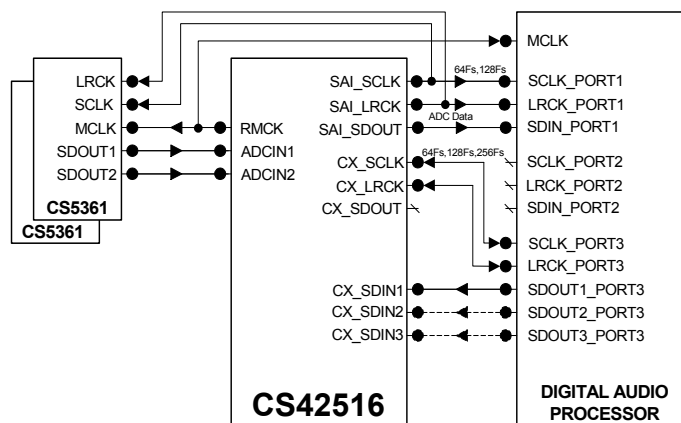 LRCK
SCLK
MCLK
SDOUT1
SDOUT2
CS5361
CS5361
RMCK
ADCIN1
ADCIN2
SAI_SCLK
SAI_LRCK
SAI_SDOUT
CX_SCLK
CX_LRCK
CX_SDOUT
CX_SDIN1
CX_SDIN2
CX_SDIN3
CS42516
64Fs,128Fs
ADC Data
64Fs,128Fs,256Fs
MCLK
SCLK_PORT1
LRCK_PORT1
SDIN_PORT1
SCLK_PORT2
LRCK_PORT2
SDIN_PORT2
SCLK_PORT3
LRCK_PORT3
SDOUT1_PORT3
SDOUT2_PORT3
SDOUT3_PORT3
DIGITAL AUDIO
PROCESSOR